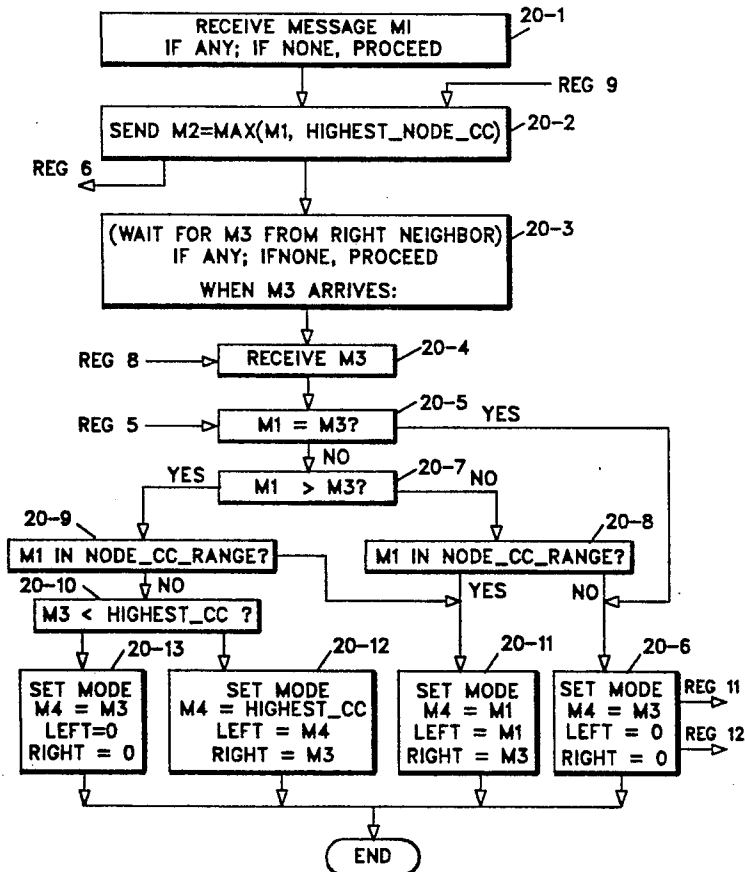 RECEIVE MESSAGE MI
IF ANY; IF NONE, PROCEED
20-1
REG 9
SEND M2=MAX(M1, HIGHEST_NODE_CC)
20-2
REG 6
(WAIT FOR M3 FROM RIGHT NEIGHBOR)
IF ANY; IFNONE, PROCEED
WHEN M3 ARRIVES:
20-3
REG 8
RECEIVE M3
20-4
REG 5
M1 = M3?
20-5
YES
NO
M1 > M3?
20-7
YES
NO
20-9
M1 IN NODE_CC_RANGE?
20-8
M1 IN NODE_CC_RANGE?
20-10
NO
YES
NO
M3 < HIGHEST_CC ?
20-13
SET MODE
M4 = M3
LEFT=0
RIGHT = 0
20-12
SET MODE
M4 = HIGHEST_CC
LEFT = M4
RIGHT = M3
20-11
SET MODE
M4 = M1
LEFT = M1
RIGHT = M3
20-6
SET MODE
M4 = M3
LEFT = 0
RIGHT = 0
REG 11
REG 12
END